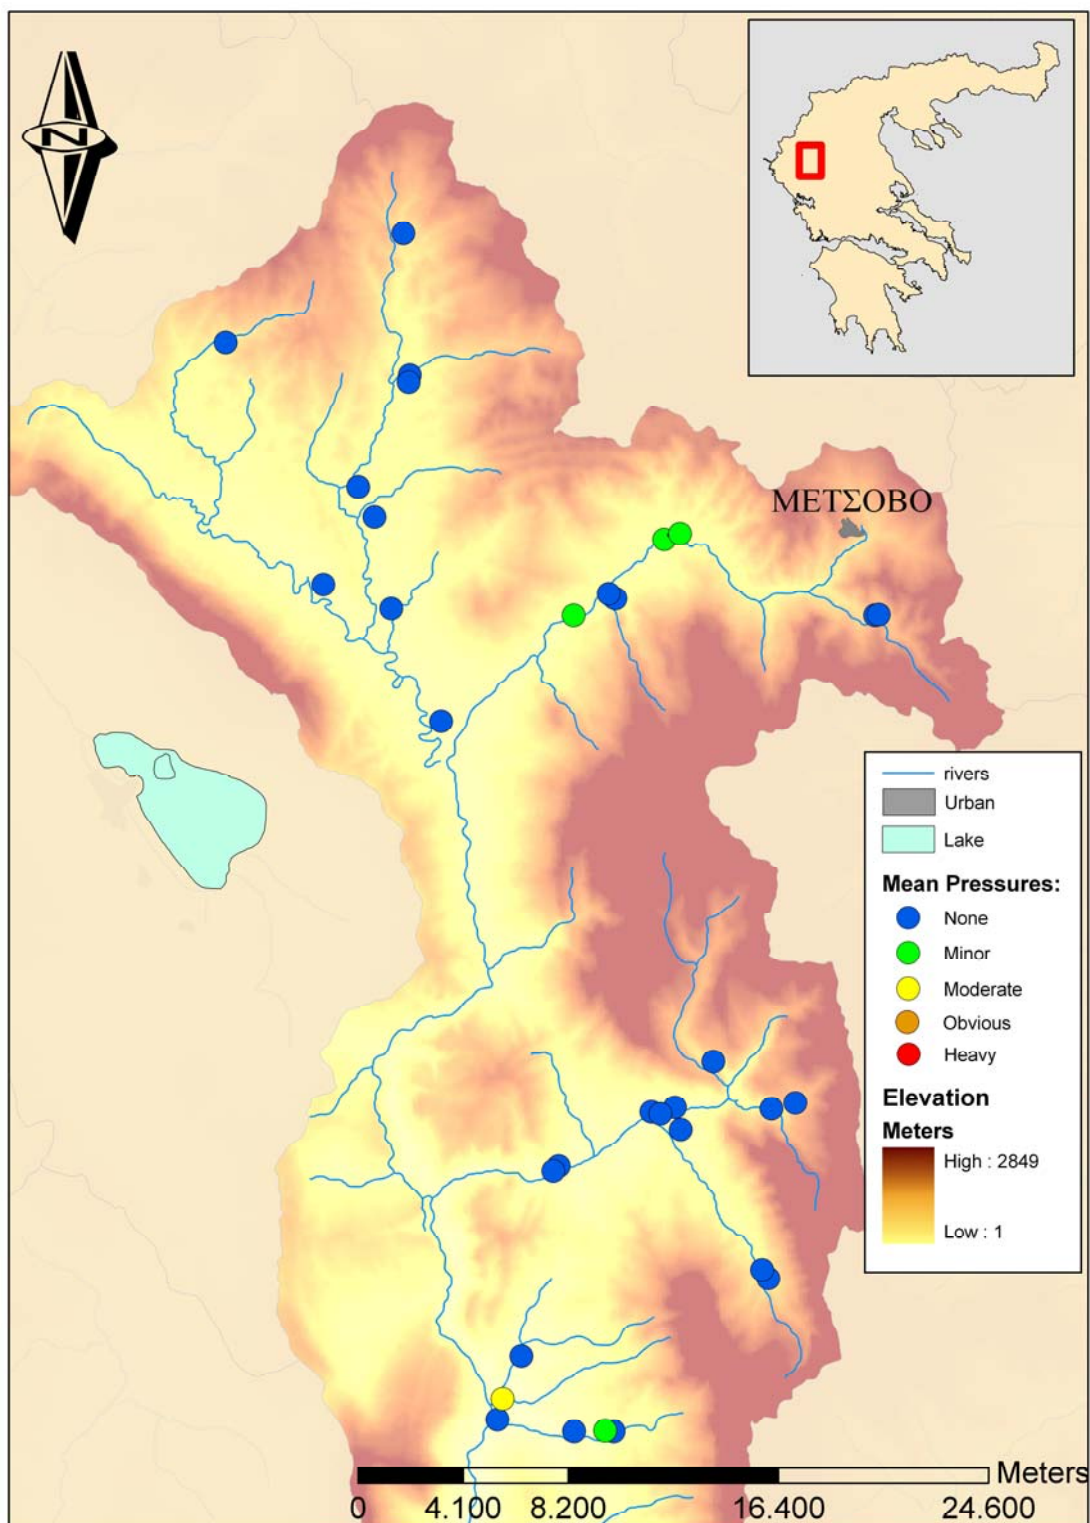 N
ΜΕΤΣΟΒΟ
rivers
Urban
Lake
Mean Pressures:
None
Minor
Moderate
Obvious
Heavy
Elevation
Meters
High : 2849
Low : 1
Meters
0 4.100 8.200 16.400 24.600